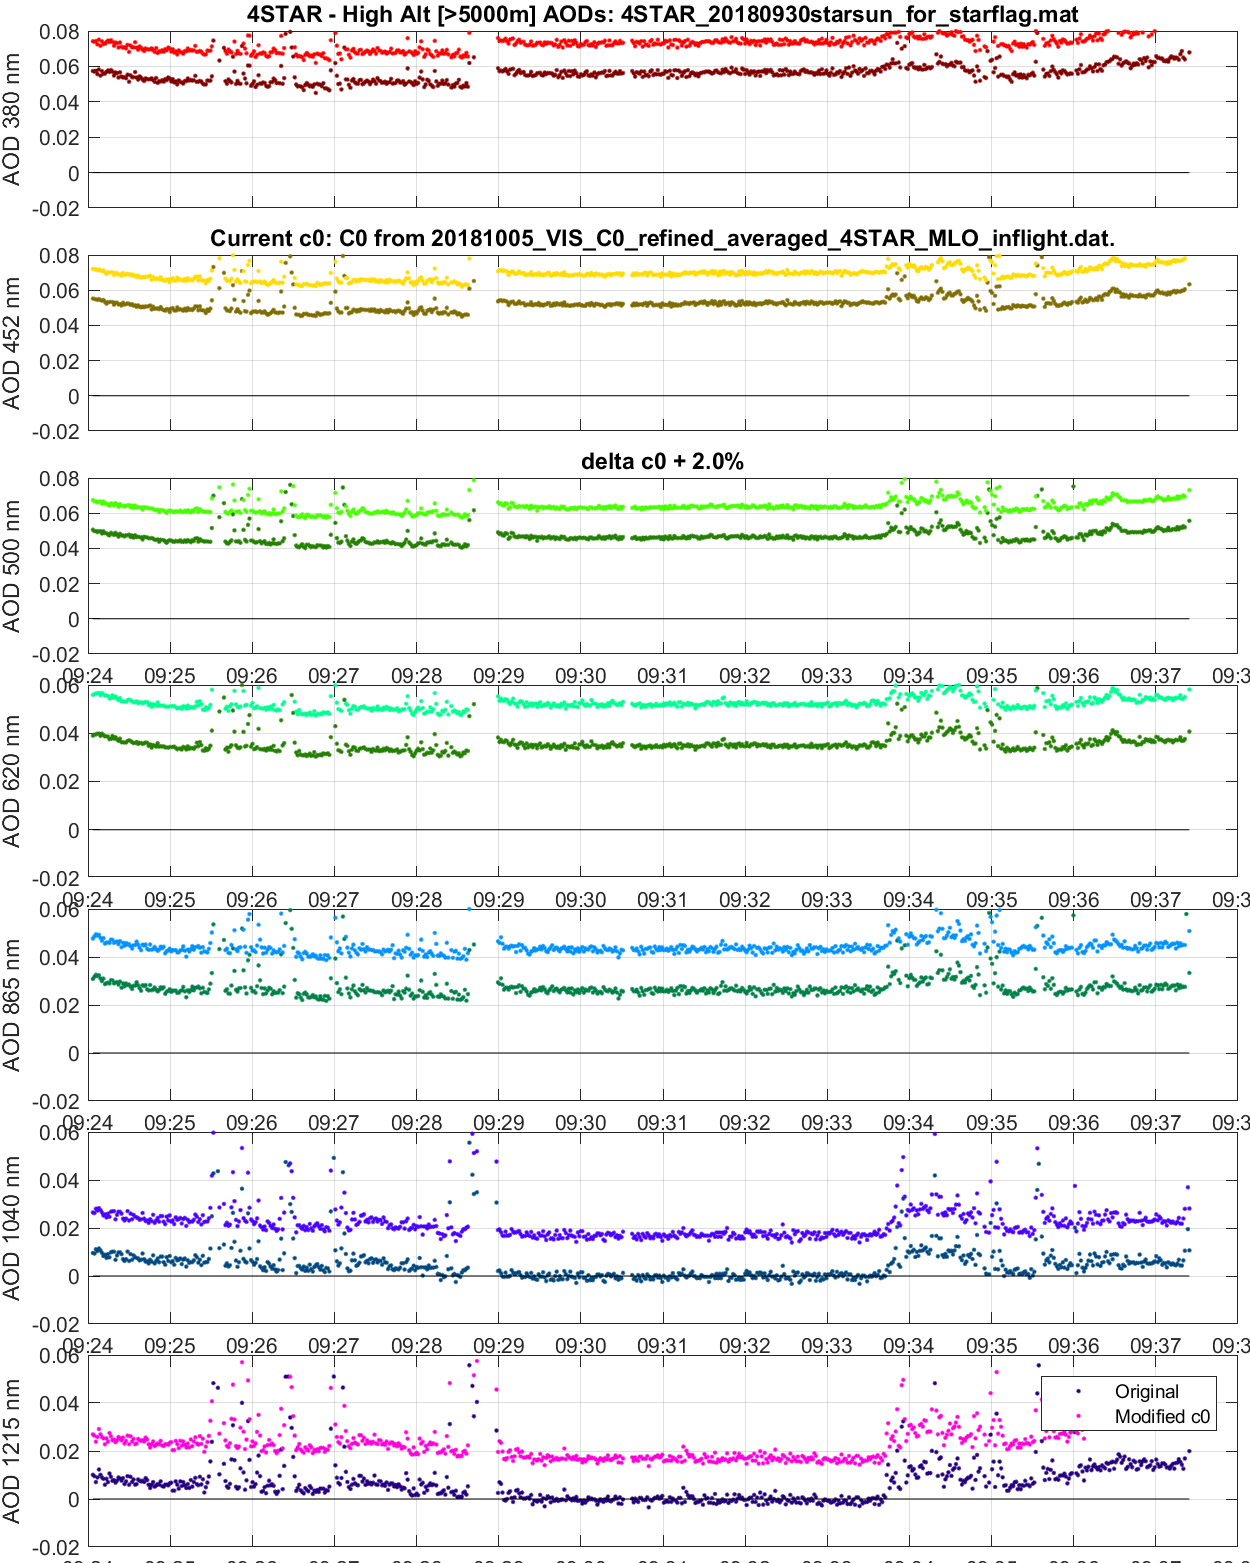 4STAR - High Alt [>5000m] AODs: 4STAR_20180930starsun_for_starflag.mat
0.08
0.06
0.04
0.02
0
-0.02
AOD 380 nm
Current c0: C0 from 20181005_VIS_C0_refined_averaged_4STAR_MLO_inflight.dat.
0.08
0.06
0.04
0.02
0
-0.02
AOD 452 nm
delta c0 + 2.0%
0.08
0.06
0.04
0.02
0
-0.02
AOD 500 nm
09:24 09:25 09:26 09:27 09:28 09:29 09:30 09:31 09:32 09:33 09:34 09:35 09:36 09:37 09:3
0.06
0.04
0.02
0
-0.02
AOD 620 nm
09:24 09:25 09:26 09:27 09:28 09:29 09:30 09:31 09:32 09:33 09:34 09:35 09:36 09:37 09:3
0.06
0.04
0.02
0
-0.02
AOD 865 nm
09:24 09:25 09:26 09:27 09:28 09:29 09:30 09:31 09:32 09:33 09:34 09:35 09:36 09:37 09:3
0.06
0.04
0.02
0
-0.02
AOD 1040 nm
09:24 09:25 09:26 09:27 09:28 09:29 09:30 09:31 09:32 09:33 09:34 09:35 09:36 09:37 09:3
0.06
0.04
0.02
0
-0.02
AOD 1215 nm
Original
Modified c0